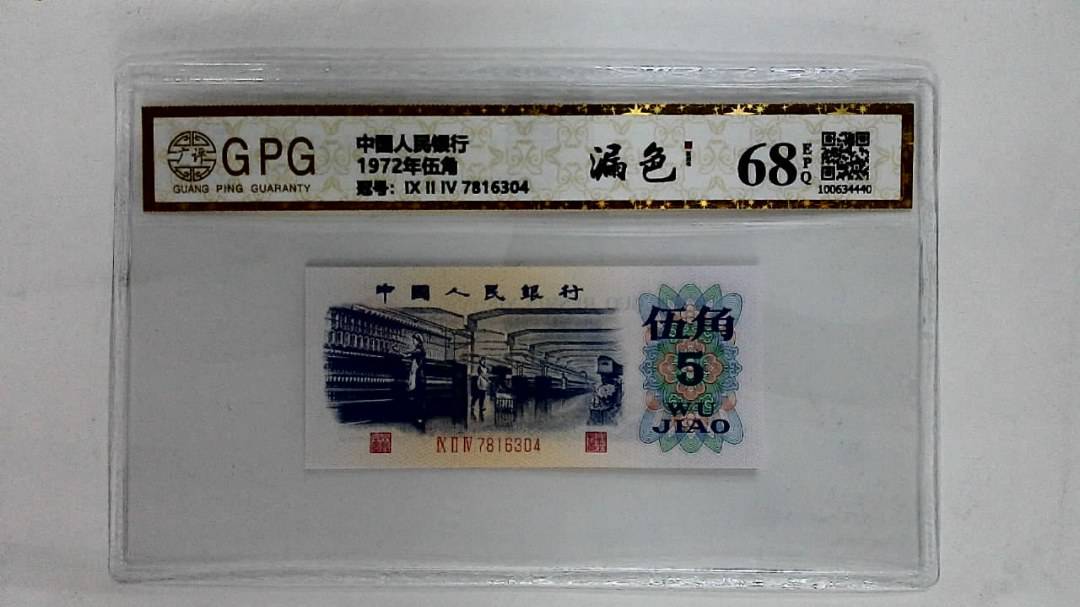 GPG
GUANG PING GUARANTY
中國人民银行
1972年伍角
冠号：IX II IV 7816304
漏色
68
EPQ
100634440
中國人民銀行
伍角
5
WU
JIAO
IX II IV 7816304